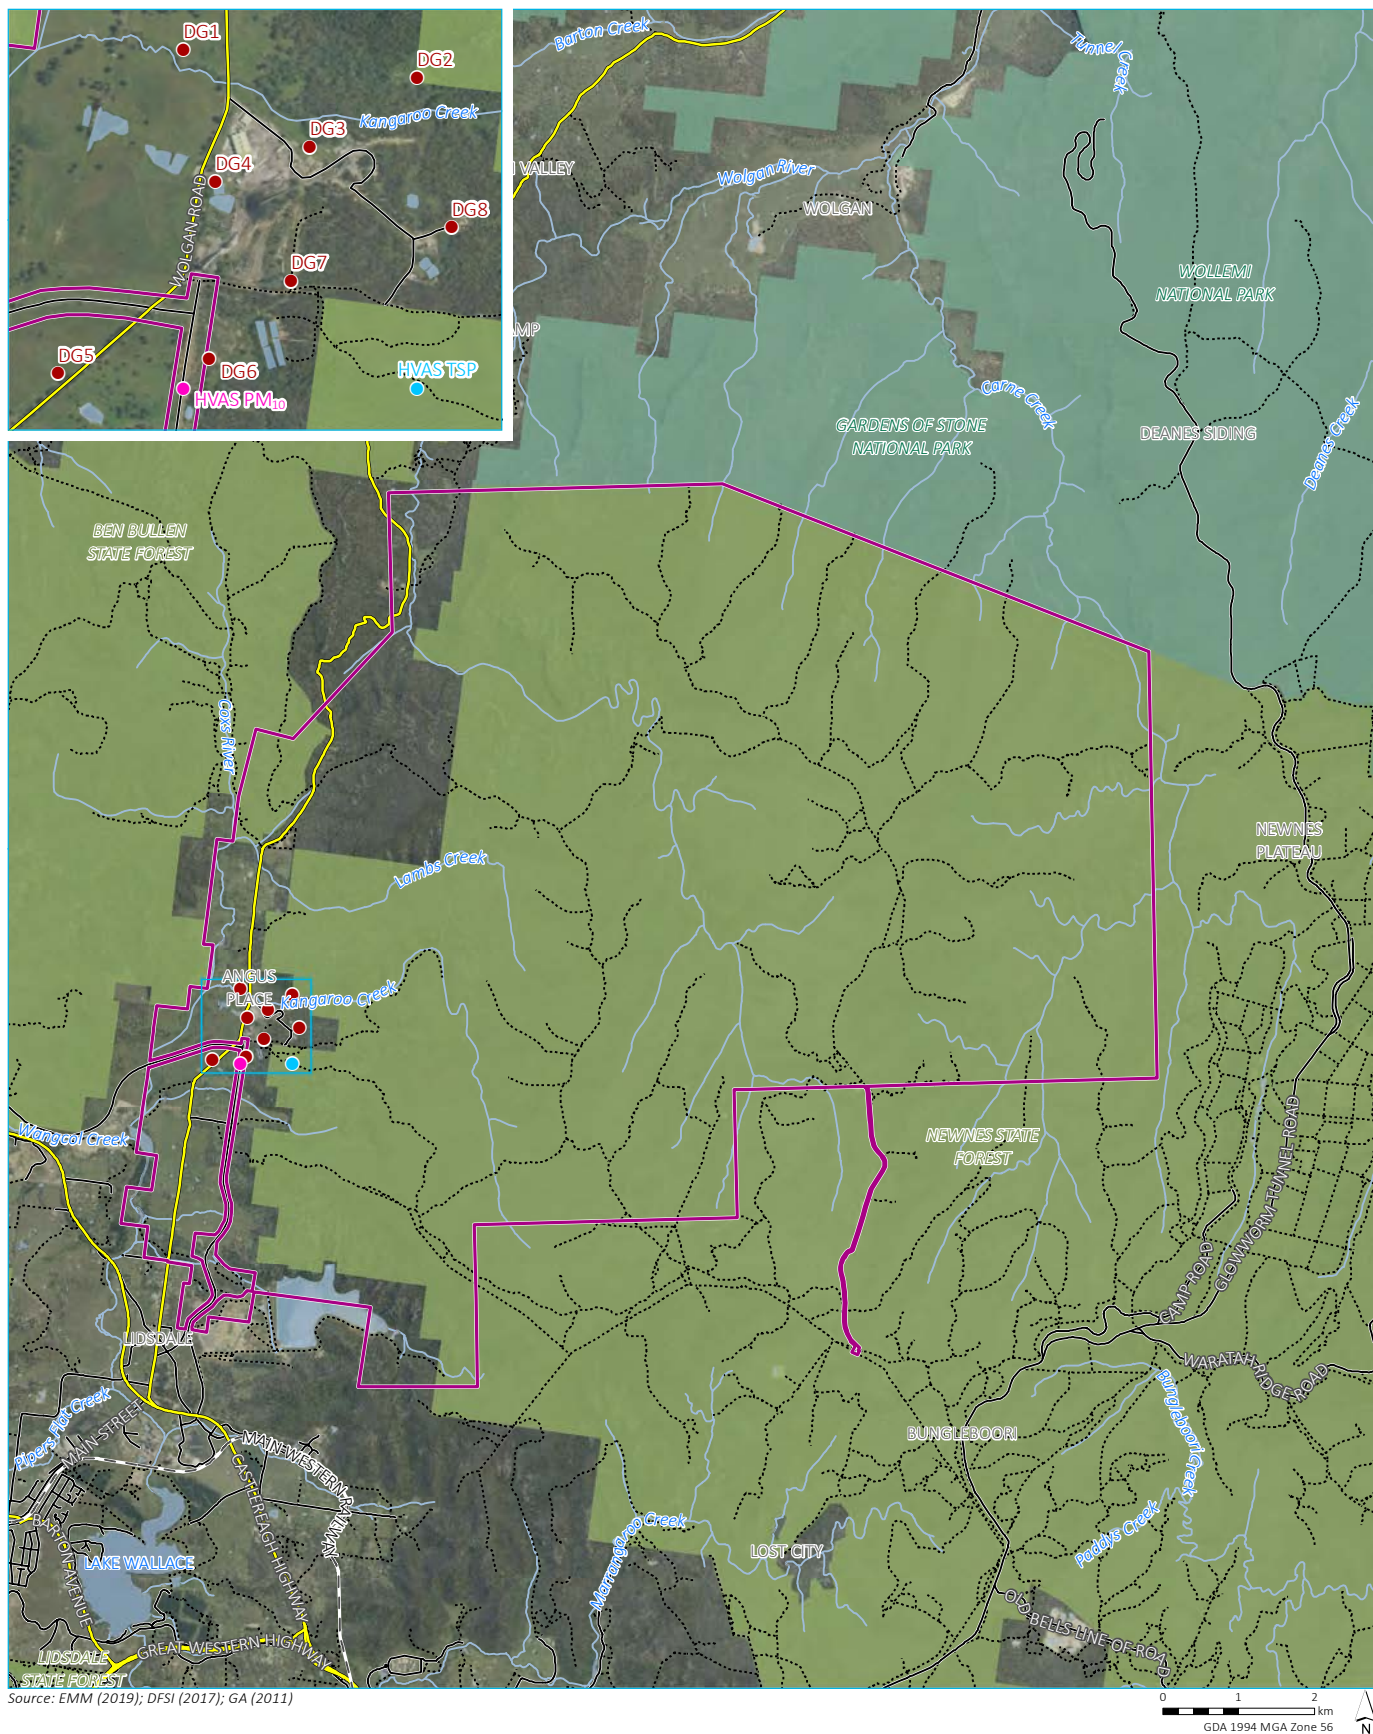 DG1
DG2
Kangaroo Creek
DG3
DG4
WOLGAN ROAD
DG8
DG7
DG5
DG6
HVAS PM10
HVAS TSP
Barton Creek
Tunnel
Creek
VALLEY
Wolgan River
WOLGAN
WOLLEMI
NATIONAL PARK
Carne Creek
GARDENS OF STONE
NATIONAL PARK
DEANES SIDING
Deanes Creek
BEN BULLEN
STATE FOREST
Coxs River
NEWNES
PLATEAU
Lambs Creek
ANGUS
PLACE
Kangaroo Creek
Wangcol Creek
NEWNES STATE
FOREST
GLOWWORM TUNNEL ROAD
CAMP ROAD
LIDSDALE
WARATAH RIDGE ROAD
Pipers Flat Creek
MAIN STREET
MAIN WESTERN RAILWAY
CASTLEREAGH HIGHWAY
BUNGLEBOORI
Bungleboori Creek
Paddys Creek
Marrangaroo Creek
LOST CITY
BARTON AVENUE
LAKE WALLACE
OLD BELLS LINE OF ROAD
GREAT WESTERN HIGHWAY
LIDSDALE
STATE FOREST
Source: EMM (2019); DFSI (2017); GA (2011)
0 1 2
km
GDA 1994 MGA Zone 56
N